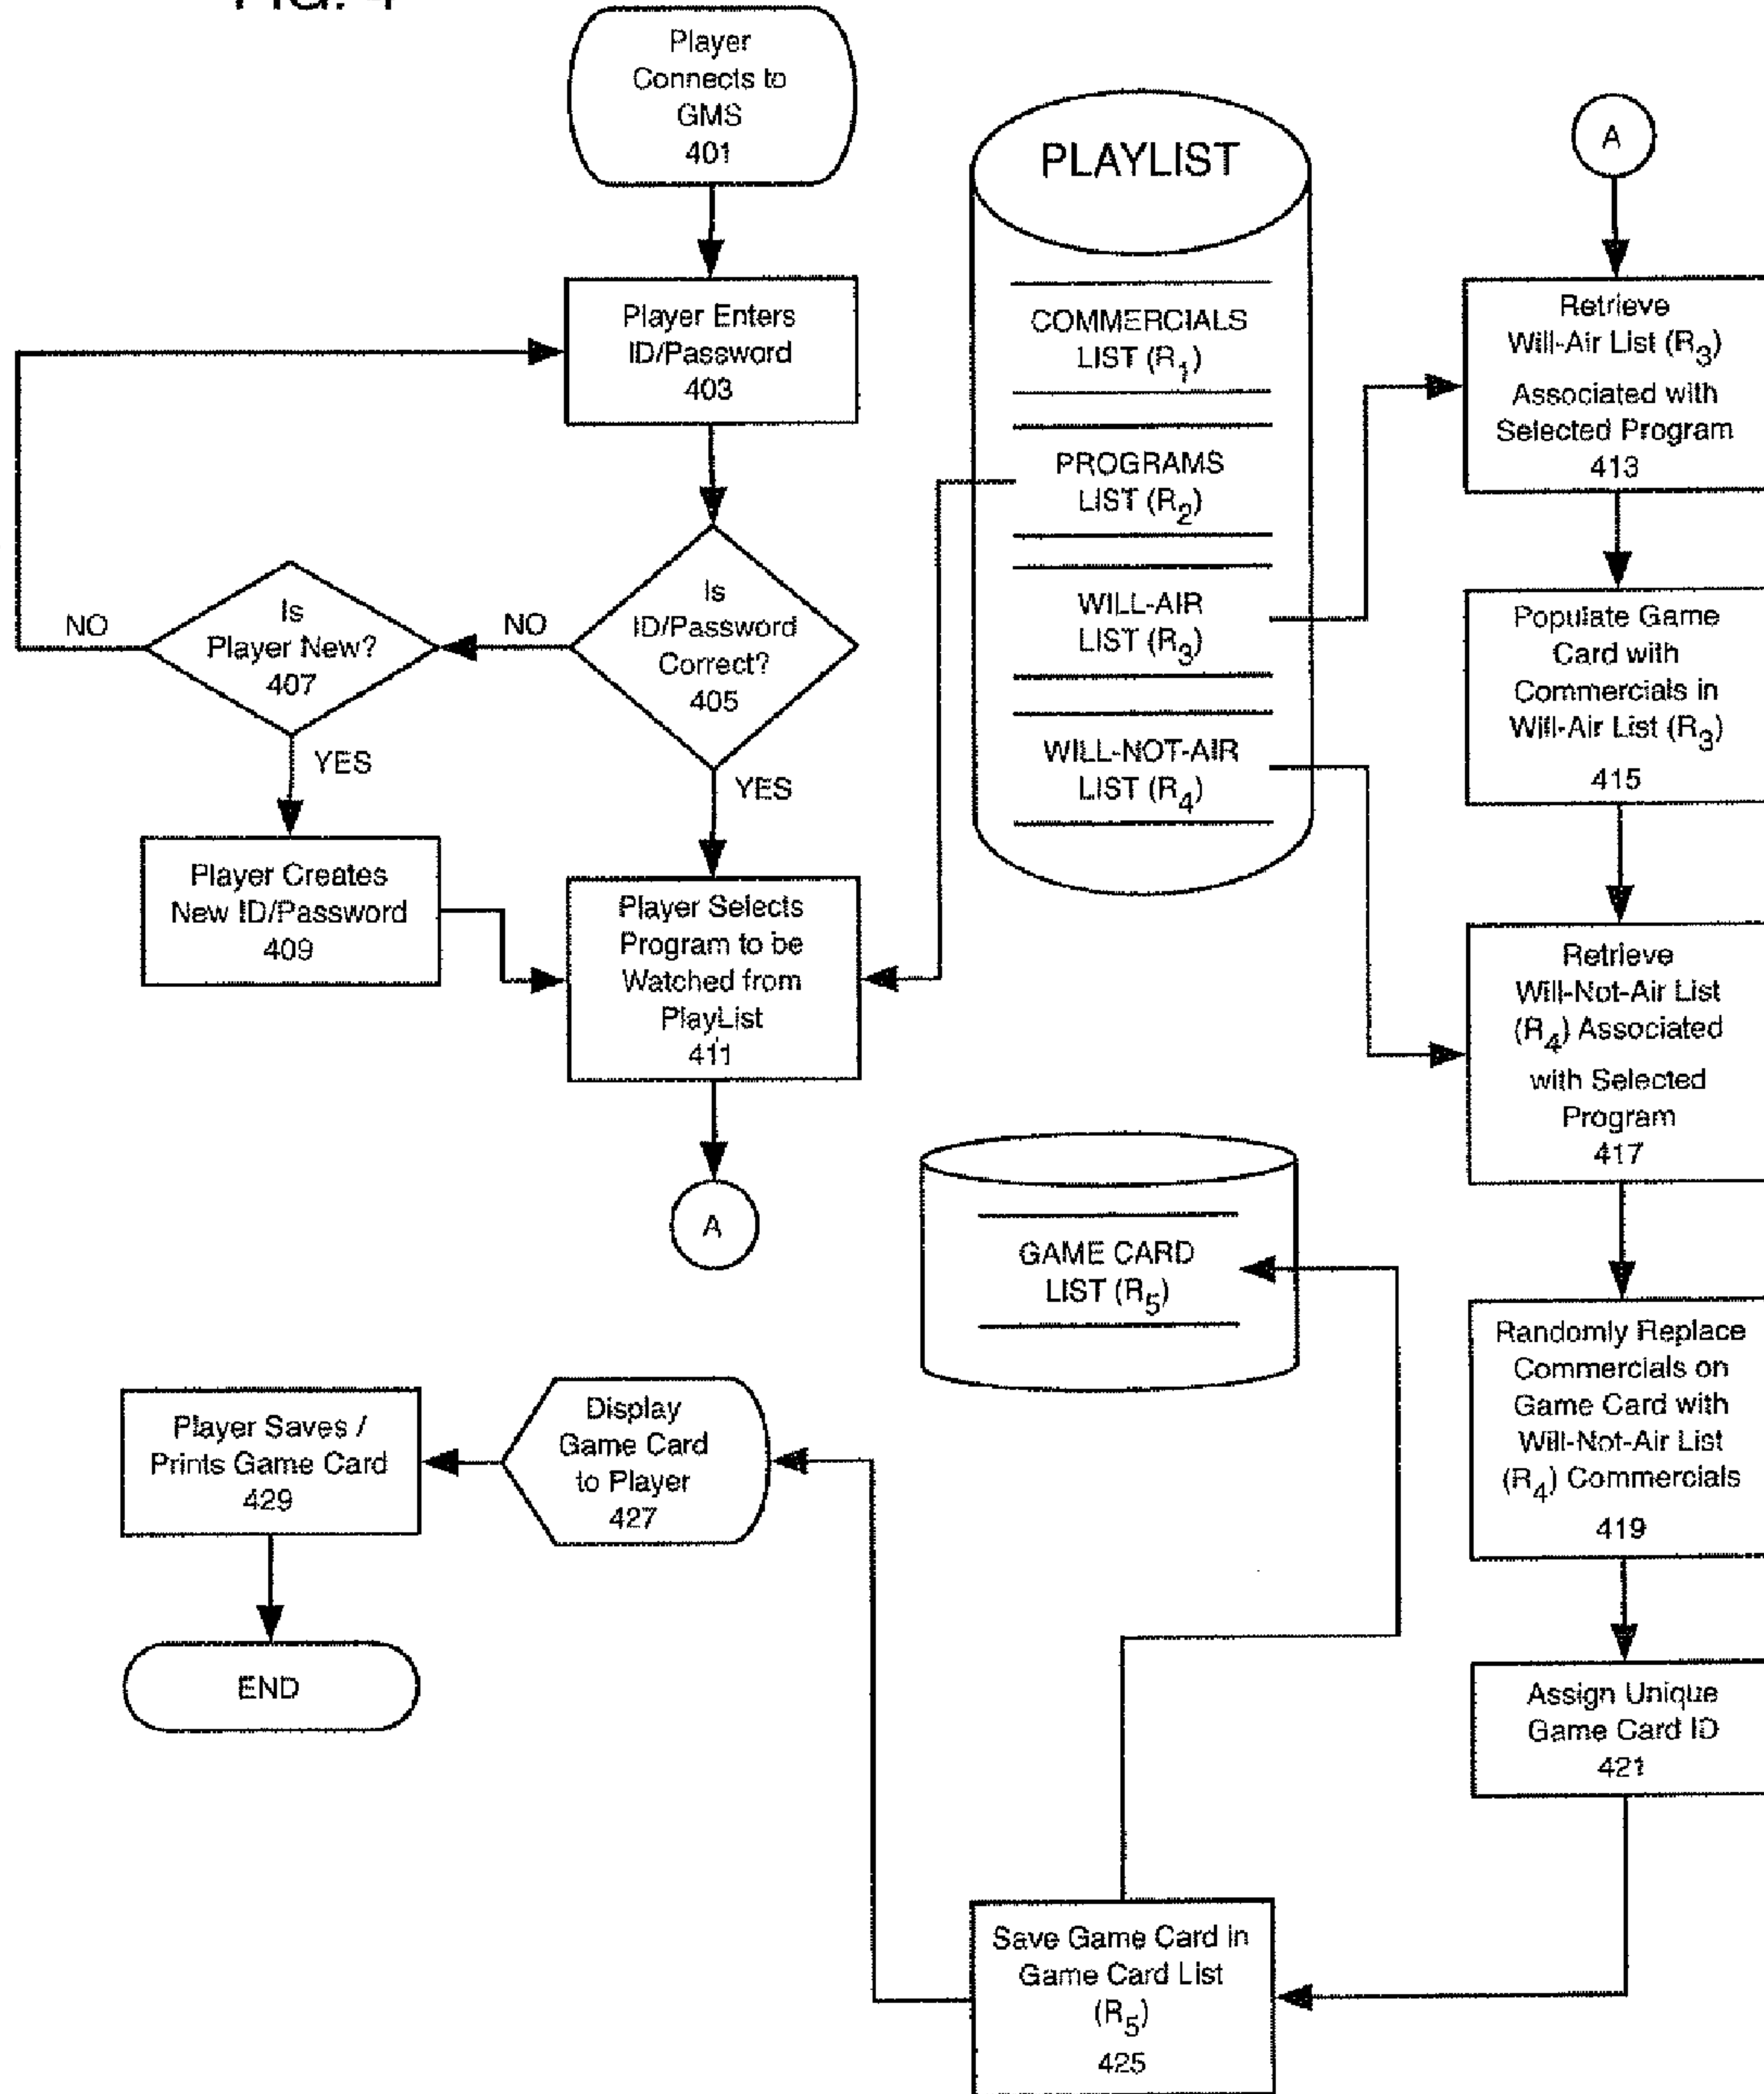 FIG. 4
Player
Connects to
GMS
401
Player Enters
ID/Password
403
Is
ID/Password
Correct?
405
NO
YES
Is
Player New?
407
NO
YES
Player Creates
New ID/Password
409
Player Selects
Program to be
Watched from
PlayList
411
A
PLAYLIST
COMMERCIALS
LIST (R1)
PROGRAMS
LIST (R2)
WILL-AIR
LIST (R3)
WILL-NOT-AIR
LIST (R4)
A
Retrieve
Will-Air List (R3)
Associated with
Selected Program
413
Populate Game
Card with
Commercials in
Will-Air List (R3)
415
Retrieve
Will-Not-Air List
(R4) Associated
with Selected
Program
417
Randomly Replace
Commercials on
Game Card with
Will-Not-Air List
(R4) Commercials
419
Assign Unique
Game Card ID
421
GAME CARD
LIST (R5)
Save Game Card in
Game Card List
(R5)
425
Display
Game Card
to Player
427
Player Saves /
Prints Game Card
429
END